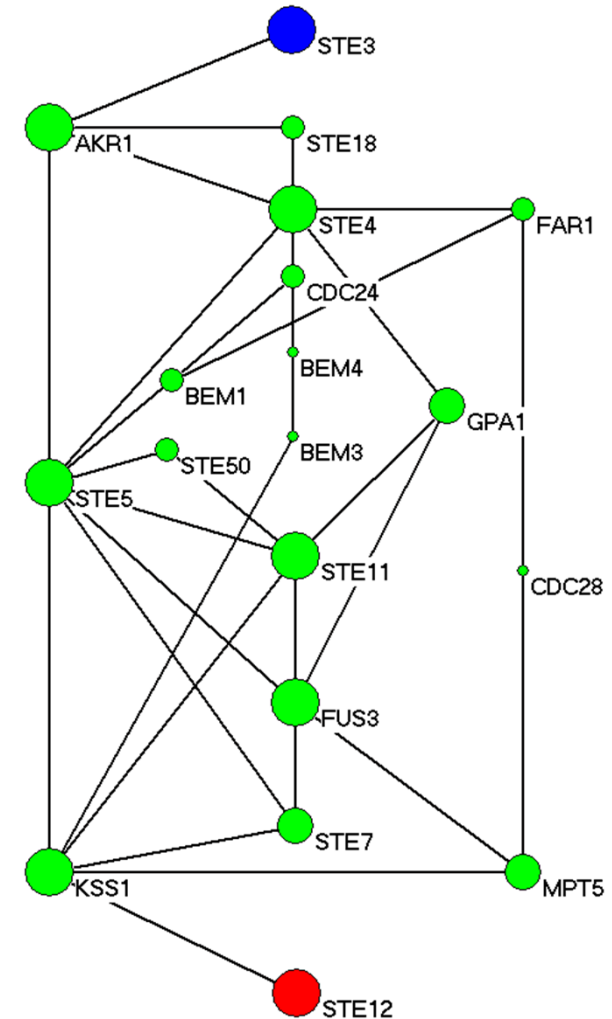 STE3
AKR1
STE18
STE4
FAR1
CDC24
BEM4
BEM1
GPA1
BEM3
STE50
STE5
STE11
CDC28
FUS3
STE7
KSS1
MPT5
STE12